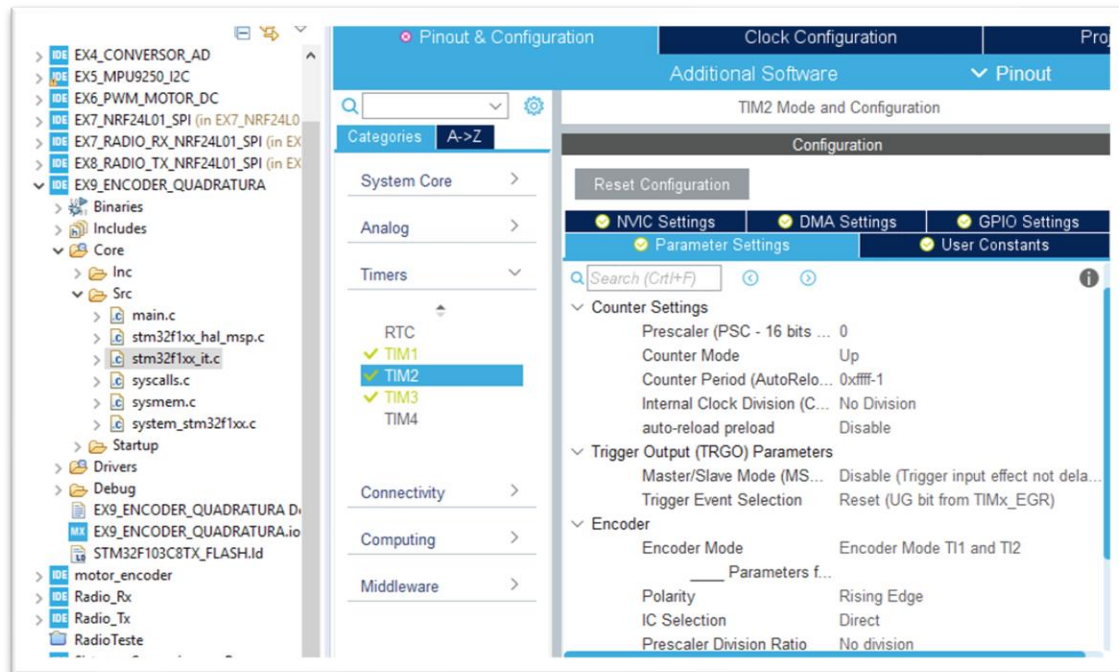 EX4_CONVERSOR_AD
EX5_MPU9250_I2C
EX6_PWM_MOTOR_DC
EX7_NRF24L01_SPI (in EX7_NRF24L0
EX7_RADIO_RX_NRF24L01_SPI (in EX
EX8_RADIO_TX_NRF24L01_SPI (in EX
EX9_ENCODER_QUADRATURA
Binaries
Includes
Core
Inc
Src
main.c
stm32f1xx_hal_msp.c
stm32f1xx_it.c
syscalls.c
sysmem.c
system_stm32f1xx.c
Startup
Drivers
Debug
EX9_ENCODER_QUADRATURA D
EX9_ENCODER_QUADRATURA.io
STM32F103C8TX_FLASH.ld
motor_encoder
Radio_Rx
Radio_Tx
RadioTeste
Pinout & Configuration
Clock Configuration
Additional Software
Pinout
Categories
A->Z
System Core
Analog
Timers
RTC
TIM1
TIM2
TIM3
TIM4
Connectivity
Computing
Middleware
TIM2 Mode and Configuration
Configuration
Reset Configuration
NVIC Settings
DMA Settings
GPIO Settings
Parameter Settings
User Constants
Search (Crtl+F)
Counter Settings
Prescaler (PSC - 16 bits ... 0
Counter Mode Up
Counter Period (AutoRelo... 0xffff-1
Internal Clock Division (C... No Division
auto-reload preload Disable
Trigger Output (TRGO) Parameters
Master/Slave Mode (MS... Disable (Trigger input effect not dela...
Trigger Event Selection Reset (UG bit from TIMx_EGR)
Encoder
Encoder Mode Encoder Mode TI1 and TI2
____ Parameters f...
Polarity Rising Edge
IC Selection Direct
Prescaler Division Ratio No division